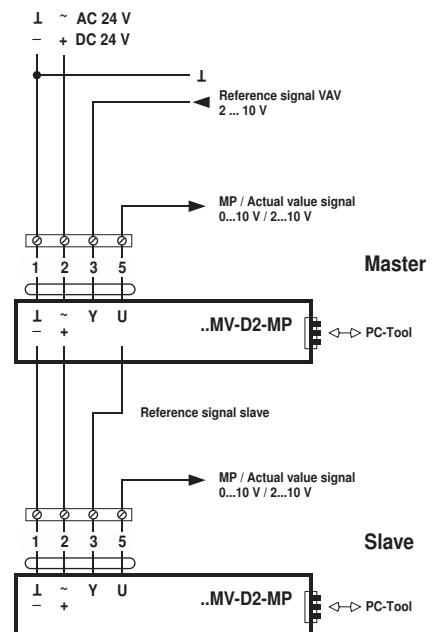 ⊥ ~ AC 24 V
– + DC 24 V
⊥
Reference signal VAV
2 ... 10 V
MP / Actual value signal
0...10 V / 2...10 V
1 2 3 5
Master
⊥ ~ Y U
– +
..MV-D2-MP
PC-Tool
Reference signal slave
MP / Actual value signal
0...10 V / 2...10 V
1 2 3 5
Slave
⊥ ~ Y U
– +
..MV-D2-MP
PC-Tool